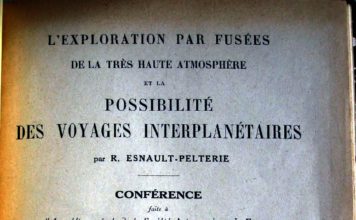 L'EXPLORATION PAR FUSÉES
DE LA TRÈS HAUTE ATMOSPHÈRE
ET LA
POSSIBILITÉ
DES VOYAGES INTERPLANÉTAIRES
par R. ESNAULT-PELTERIE
CONFÉRENCE
faite à